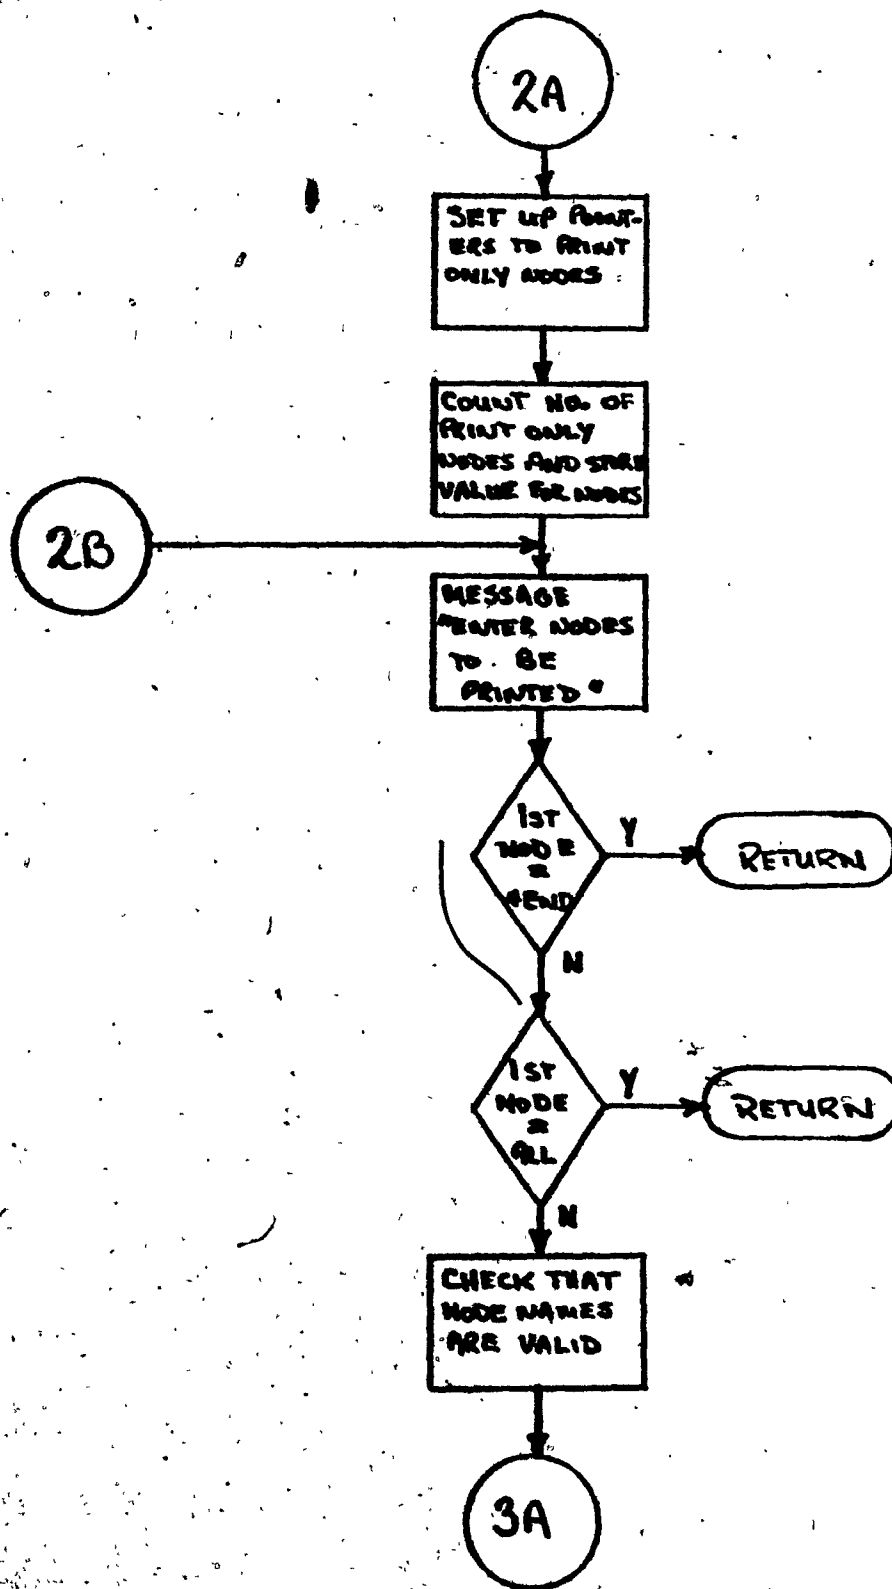 2A
SET UP POINT-
ERS TO PRINT
ONLY NODES
COUNT NO. OF
PRINT ONLY
NODES AND STORE
VALUE FOR NODES
2B
MESSAGE
"ENTER NODES
TO BE
PRINTED"
1ST
NODE
=
END
Y
RETURN
N
1ST
NODE
=
ALL
Y
RETURN
N
CHECK THAT
NODE NAMES
ARE VALID
3A